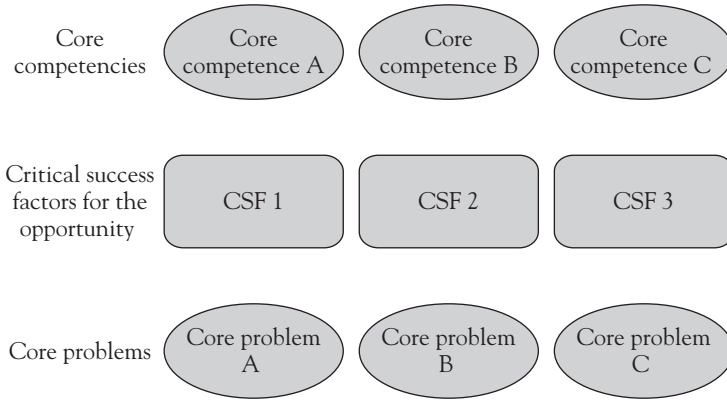 Core
competencies
Core
competence A
Core
competence B
Core
competence C
Critical success
factors for the
opportunity
CSF 1
CSF 2
CSF 3
Core problems
Core problem
A
Core problem
B
Core problem
C